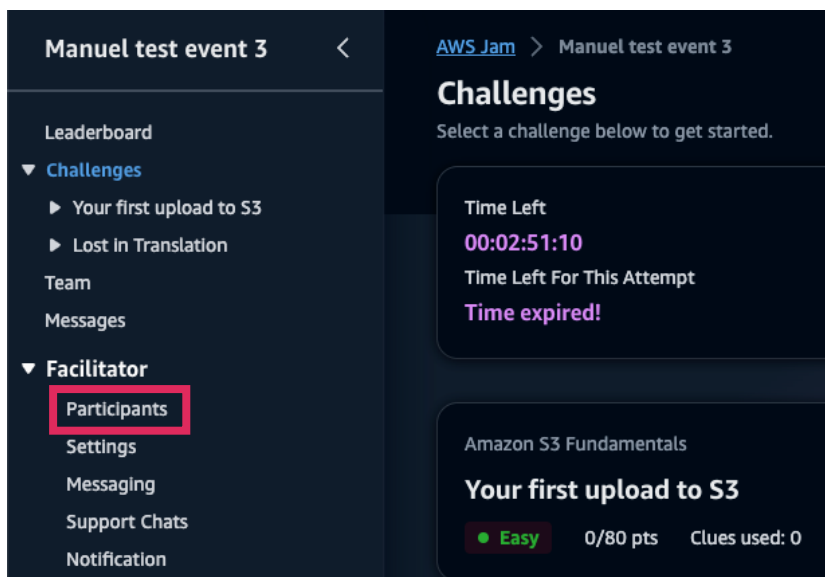 Manuel test event 3
Leaderboard
Challenges
Your first upload to S3
Lost in Translation
Team
Messages
Facilitator
Participants
Settings
Messaging
Support Chats
Notification
AWS Jam > Manuel test event 3
Challenges
Select a challenge below to get started.
Time Left
00:02:51:10
Time Left For This Attempt
Time expired!
Amazon S3 Fundamentals
Your first upload to S3
Easy 0/80 pts Clues used: 0